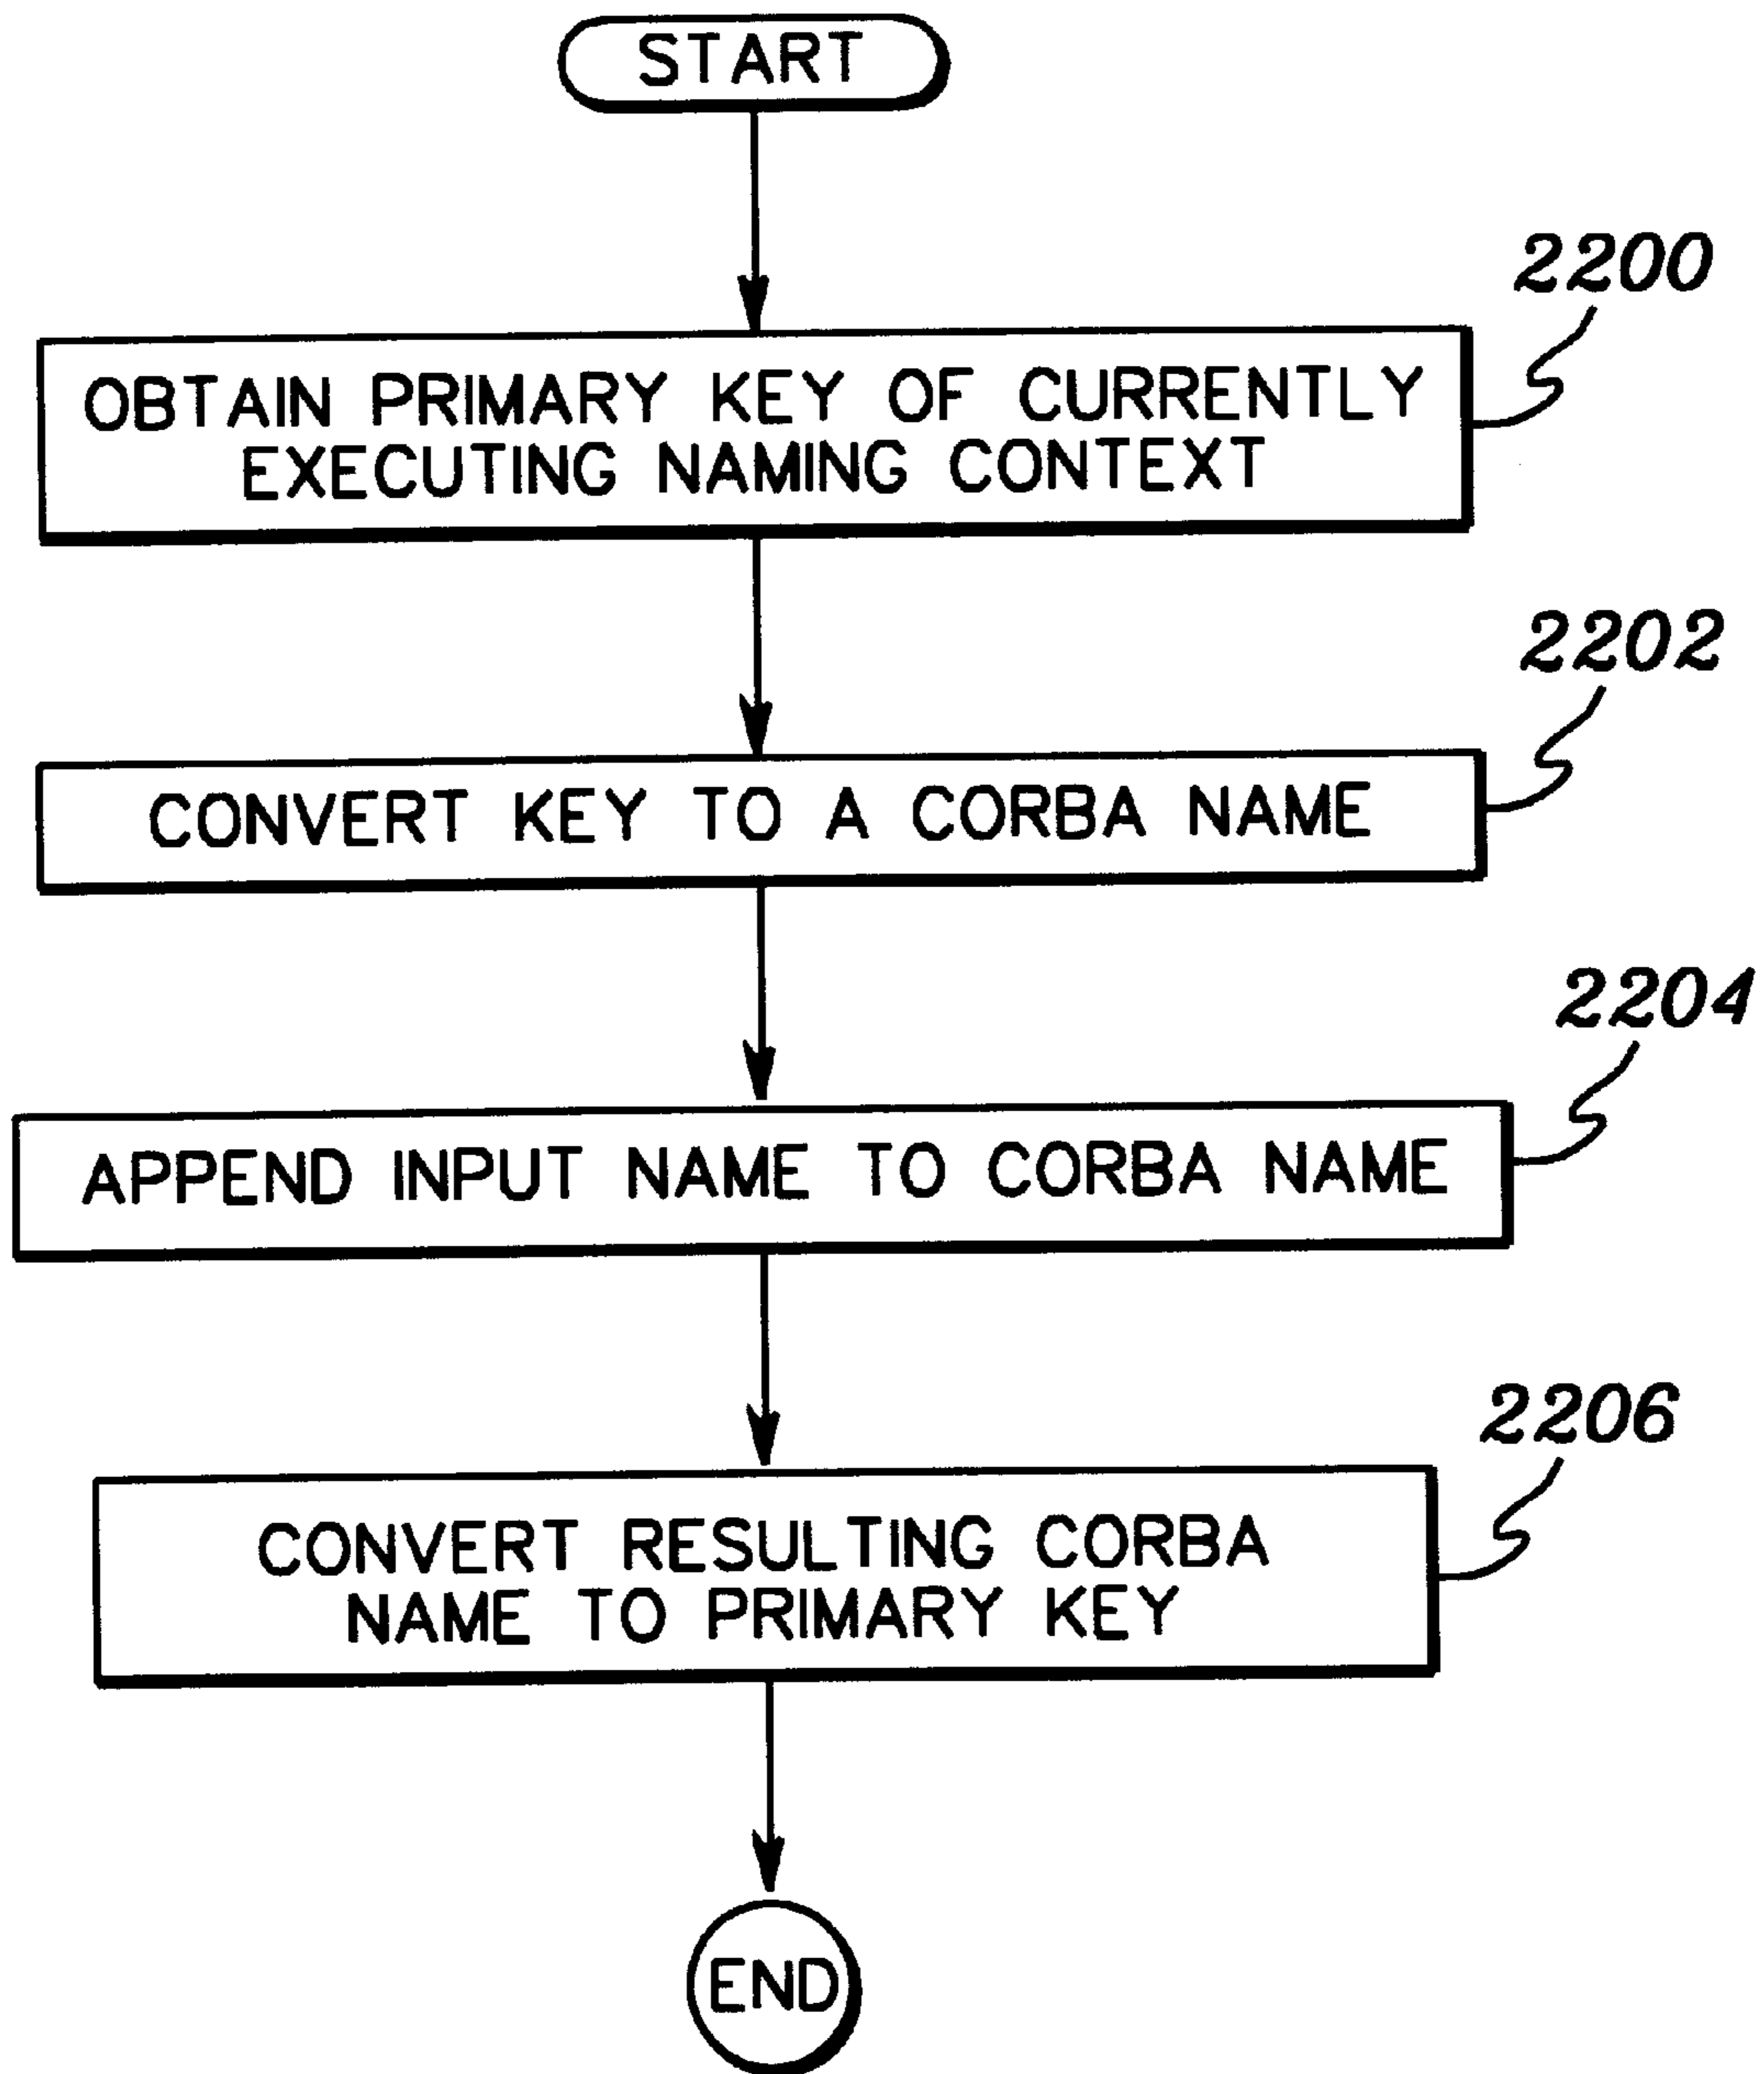 START
2200
OBTAIN PRIMARY KEY OF CURRENTLY
EXECUTING NAMING CONTEXT
2202
CONVERT KEY TO A CORBA NAME
2204
APPEND INPUT NAME TO CORBA NAME
2206
CONVERT RESULTING CORBA
NAME TO PRIMARY KEY
END